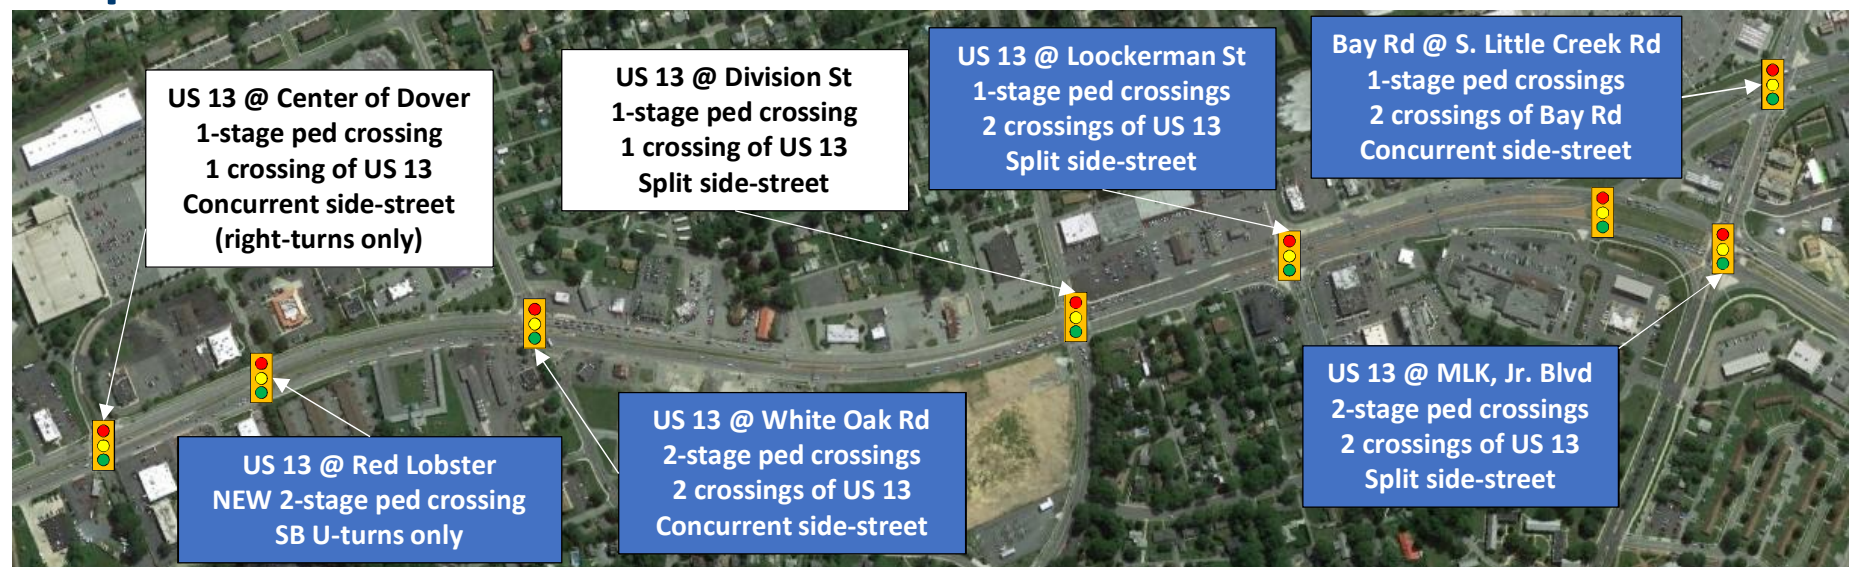 US 13 @ Center of Dover
1-stage ped crossing
1 crossing of US 13
Concurrent side-street
(right-turns only)
US 13 @ Division St
1-stage ped crossing
1 crossing of US 13
Split side-street
US 13 @ Loockerman St
1-stage ped crossings
2 crossings of US 13
Split side-street
Bay Rd @ S. Little Creek Rd
1-stage ped crossings
2 crossings of Bay Rd
Concurrent side-street
US 13 @ Red Lobster
NEW 2-stage ped crossing
SB U-turns only
US 13 @ White Oak Rd
2-stage ped crossings
2 crossings of US 13
Concurrent side-street
US 13 @ MLK, Jr. Blvd
2-stage ped crossings
2 crossings of US 13
Split side-street